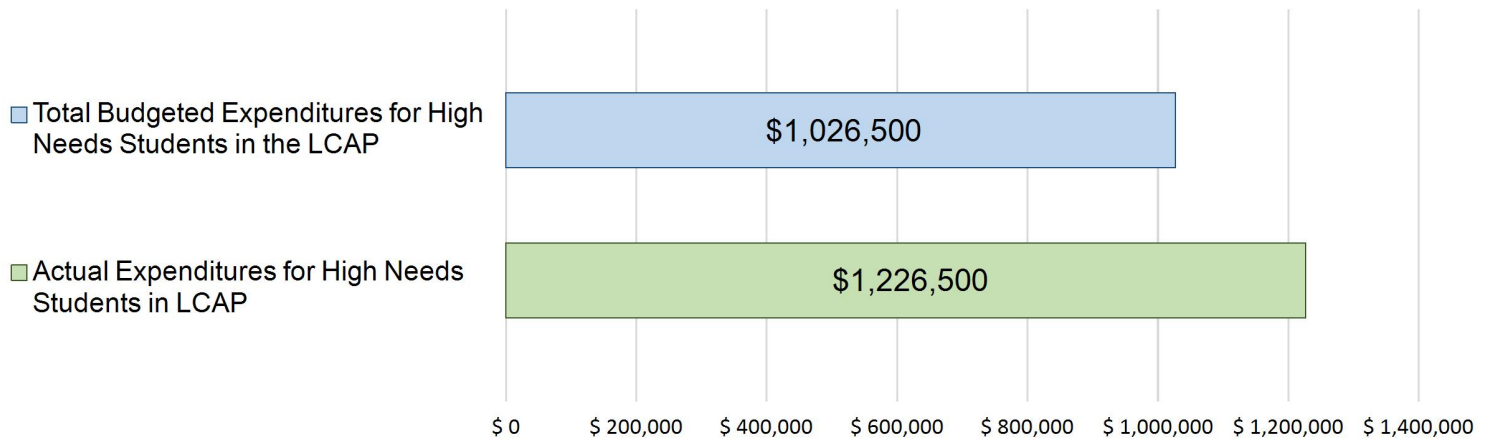 Total Budgeted Expenditures for High
Needs Students in the LCAP
$1,026,500
Actual Expenditures for High Needs
Students in LCAP
$1,226,500
$ 0 $ 200,000 $ 400,000 $ 600,000 $ 800,000 $ 1,000,000 $ 1,200,000 $ 1,400,000